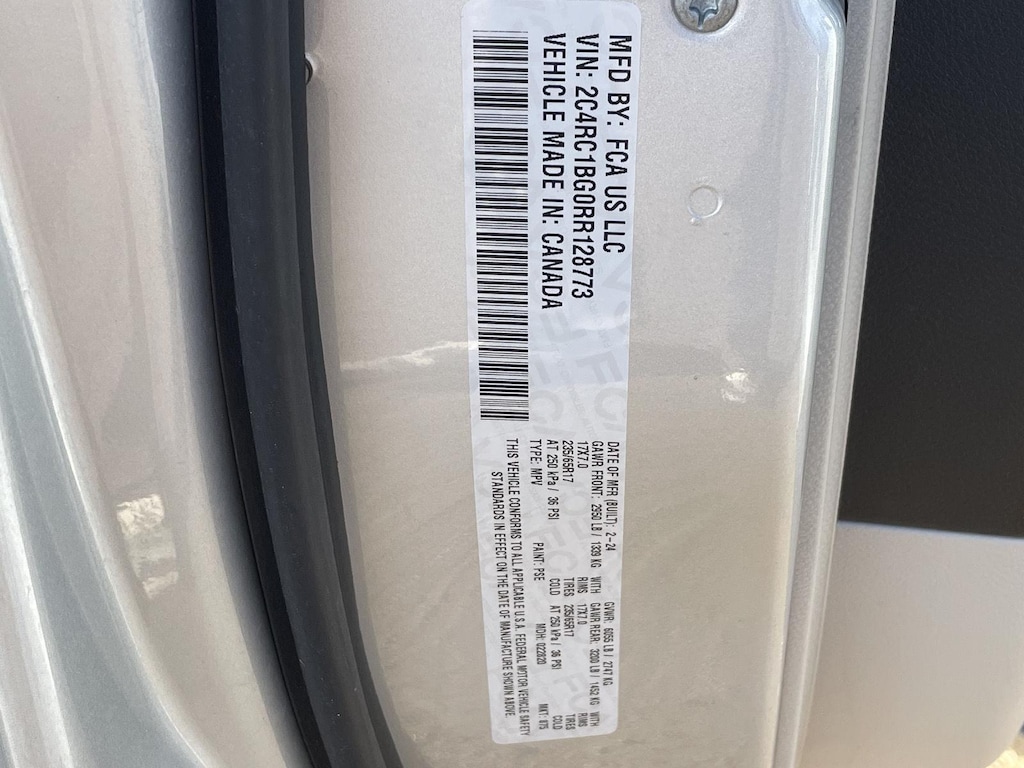 MFD BY: FCA US LLC
VIN: 2C4RC1BG0RR128773
VEHICLE MADE IN: CANADA
DATE OF MFR (BUILT): 2-24 GVWR: 6055 LB / 2747 KG
GAWR FRONT: 2950 LB / 1339 KG WITH GAWR REAR: 3200 LB / 1452 KG WITH
17X7.0 RIMS 17X7.0 RIMS
235/65R17 TIRES 235/65R17 TIRES
AT 250 kPa / 36 PSI COLD AT 250 kPa / 36 PSI COLD
TYPE: MPV PAINT: PSE MDH: 022820 MKT: 875
THIS VEHICLE CONFORMS TO ALL APPLICABLE U.S.A. FEDERAL MOTOR VEHICLE SAFETY
STANDARDS IN EFFECT ON THE DATE OF MANUFACTURE SHOWN ABOVE.